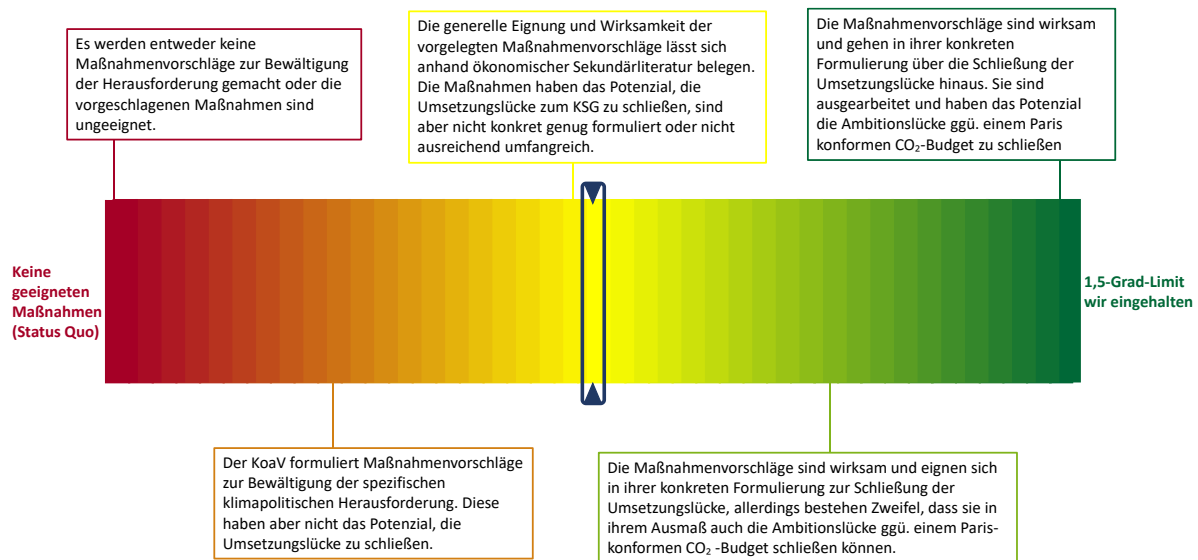 Es werden entweder keine
Maßnahmenvorschläge zur Bewältigung
der Herausforderung gemacht oder die
vorgeschlagenen Maßnahmen sind
ungeeignet.
Die generelle Eignung und Wirksamkeit der
vorgelegten Maßnahmenvorschläge lässt sich
anhand ökonomischer Sekundärliteratur belegen.
Die Maßnahmen haben das Potenzial, die
Umsetzungslücke zum KSG zu schließen, sind
aber nicht konkret genug formuliert oder nicht
ausreichend umfangreich.
Die Maßnahmenvorschläge sind wirksam
und gehen in ihrer konkreten
Formulierung über die Schließung der
Umsetzungslücke hinaus. Sie sind
ausgearbeitet und haben das Potenzial
die Ambitionslücke ggü. einem Paris
konformen CO₂-Budget zu schließen
Keine
geeigneten
Maßnahmen
(Status Quo)
1,5-Grad-Limit
wir eingehalten
Der KoaV formuliert Maßnahmenvorschläge
zur Bewältigung der spezifischen
klimapolitischen Herausforderung. Diese
haben aber nicht das Potenzial, die
Umsetzungslücke zu schließen.
Die Maßnahmenvorschläge sind wirksam und eignen sich
in ihrer konkreten Formulierung zur Schließung der
Umsetzungslücke, allerdings bestehen Zweifel, dass sie in
ihrem Ausmaß auch die Ambitionslücke ggü. einem Paris-
konformen CO₂ -Budget schließen können.